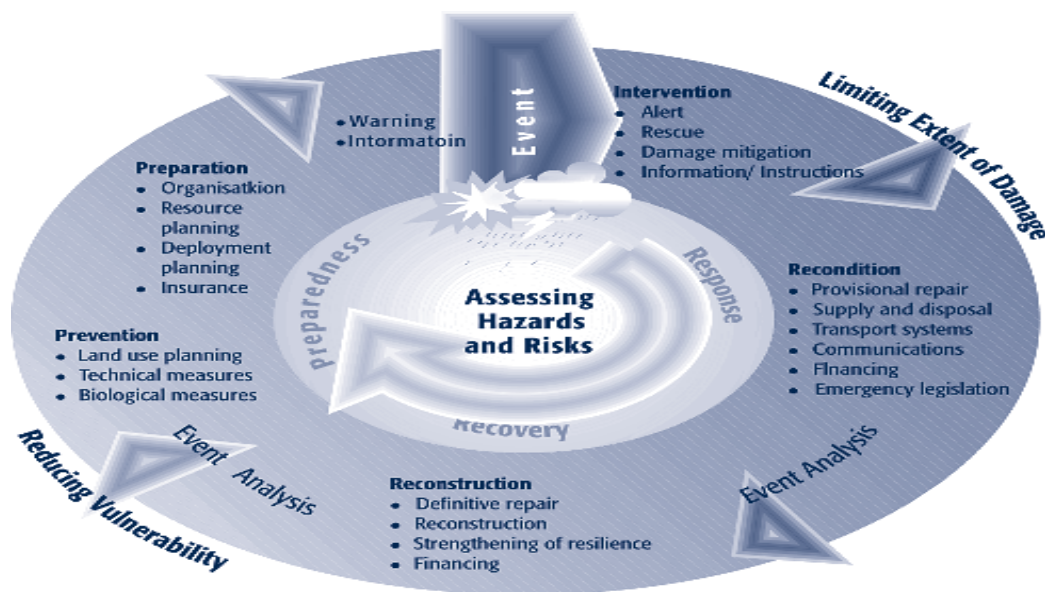 Event
• Warning
• Informatoin
Intervention
• Alert
• Rescue
• Damage mitigation
• Information/ Instructions
Limiting Extent of Damage
Preparation
• Organisatkion
• Resource
planning
• Deployment
planning
• Insurance
Preparedness
Response
Recovery
Assessing
Hazards
and Risks
Recondition
• Provisional repair
• Supply and disposal
• Transport systems
• Communications
• FInancing
• Emergency legislation
Prevention
• Land use planning
• Technical measures
• Biological measures
Event Analysis
Reducing Vulnerability
Reconstruction
• Definitive repair
• Reconstruction
• Strengthening of resilience
• Financing
Event Analysis